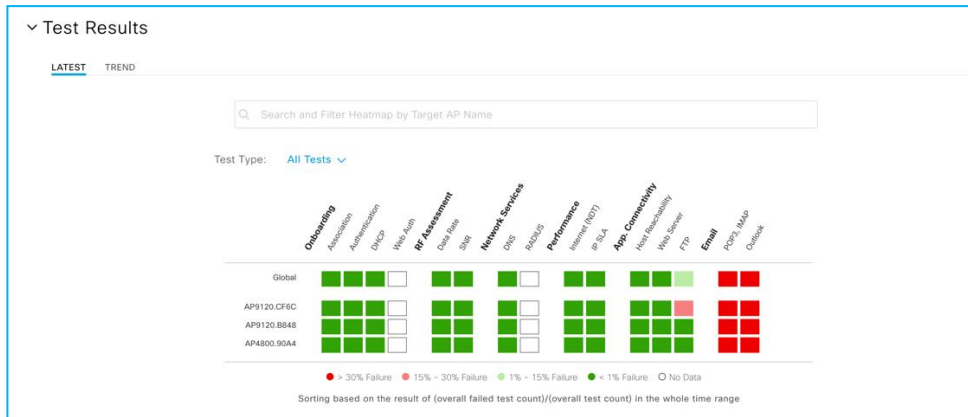 Test Results
LATEST TREND
Search and Filter Heatmap by Target AP Name
Test Type: All Tests
Onboarding
Association
Authentication
DHCP
Web Auth
RF Assessment
Data Rate
SNR
Network Services
DNS
RADIUS
Performance
Internet (NDT)
IP SLA
App. Connectivity
Host Reachability
Web Server
FTP
Email
POP3, IMAP
Outlook
Global
AP9120.CF6C
AP9120.B848
AP4800.90A4
> 30% Failure 15% - 30% Failure 1% - 15% Failure < 1% Failure No Data
Sorting based on the result of (overall failed test count)/(overall test count) in the whole time range